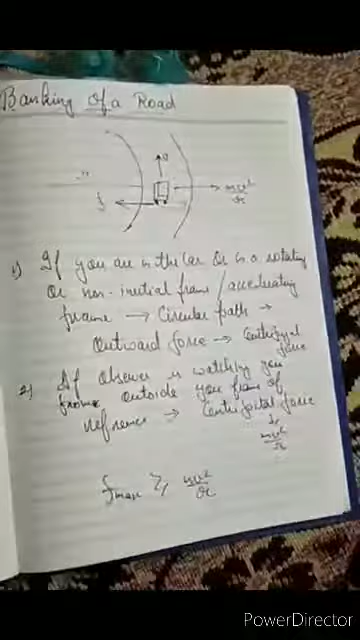 Banking Of a Road
v
f
mv²/r
1) If you are in the car or in a rotating
or non-inertial frame / accelerating
frame → Circular path →
Outward force → Centrifugal
force
2) If observer is watching you
from outside your frame of
refrence → Centripetal force
mv²/r
fmax ≥ mv²/r
PowerDirector